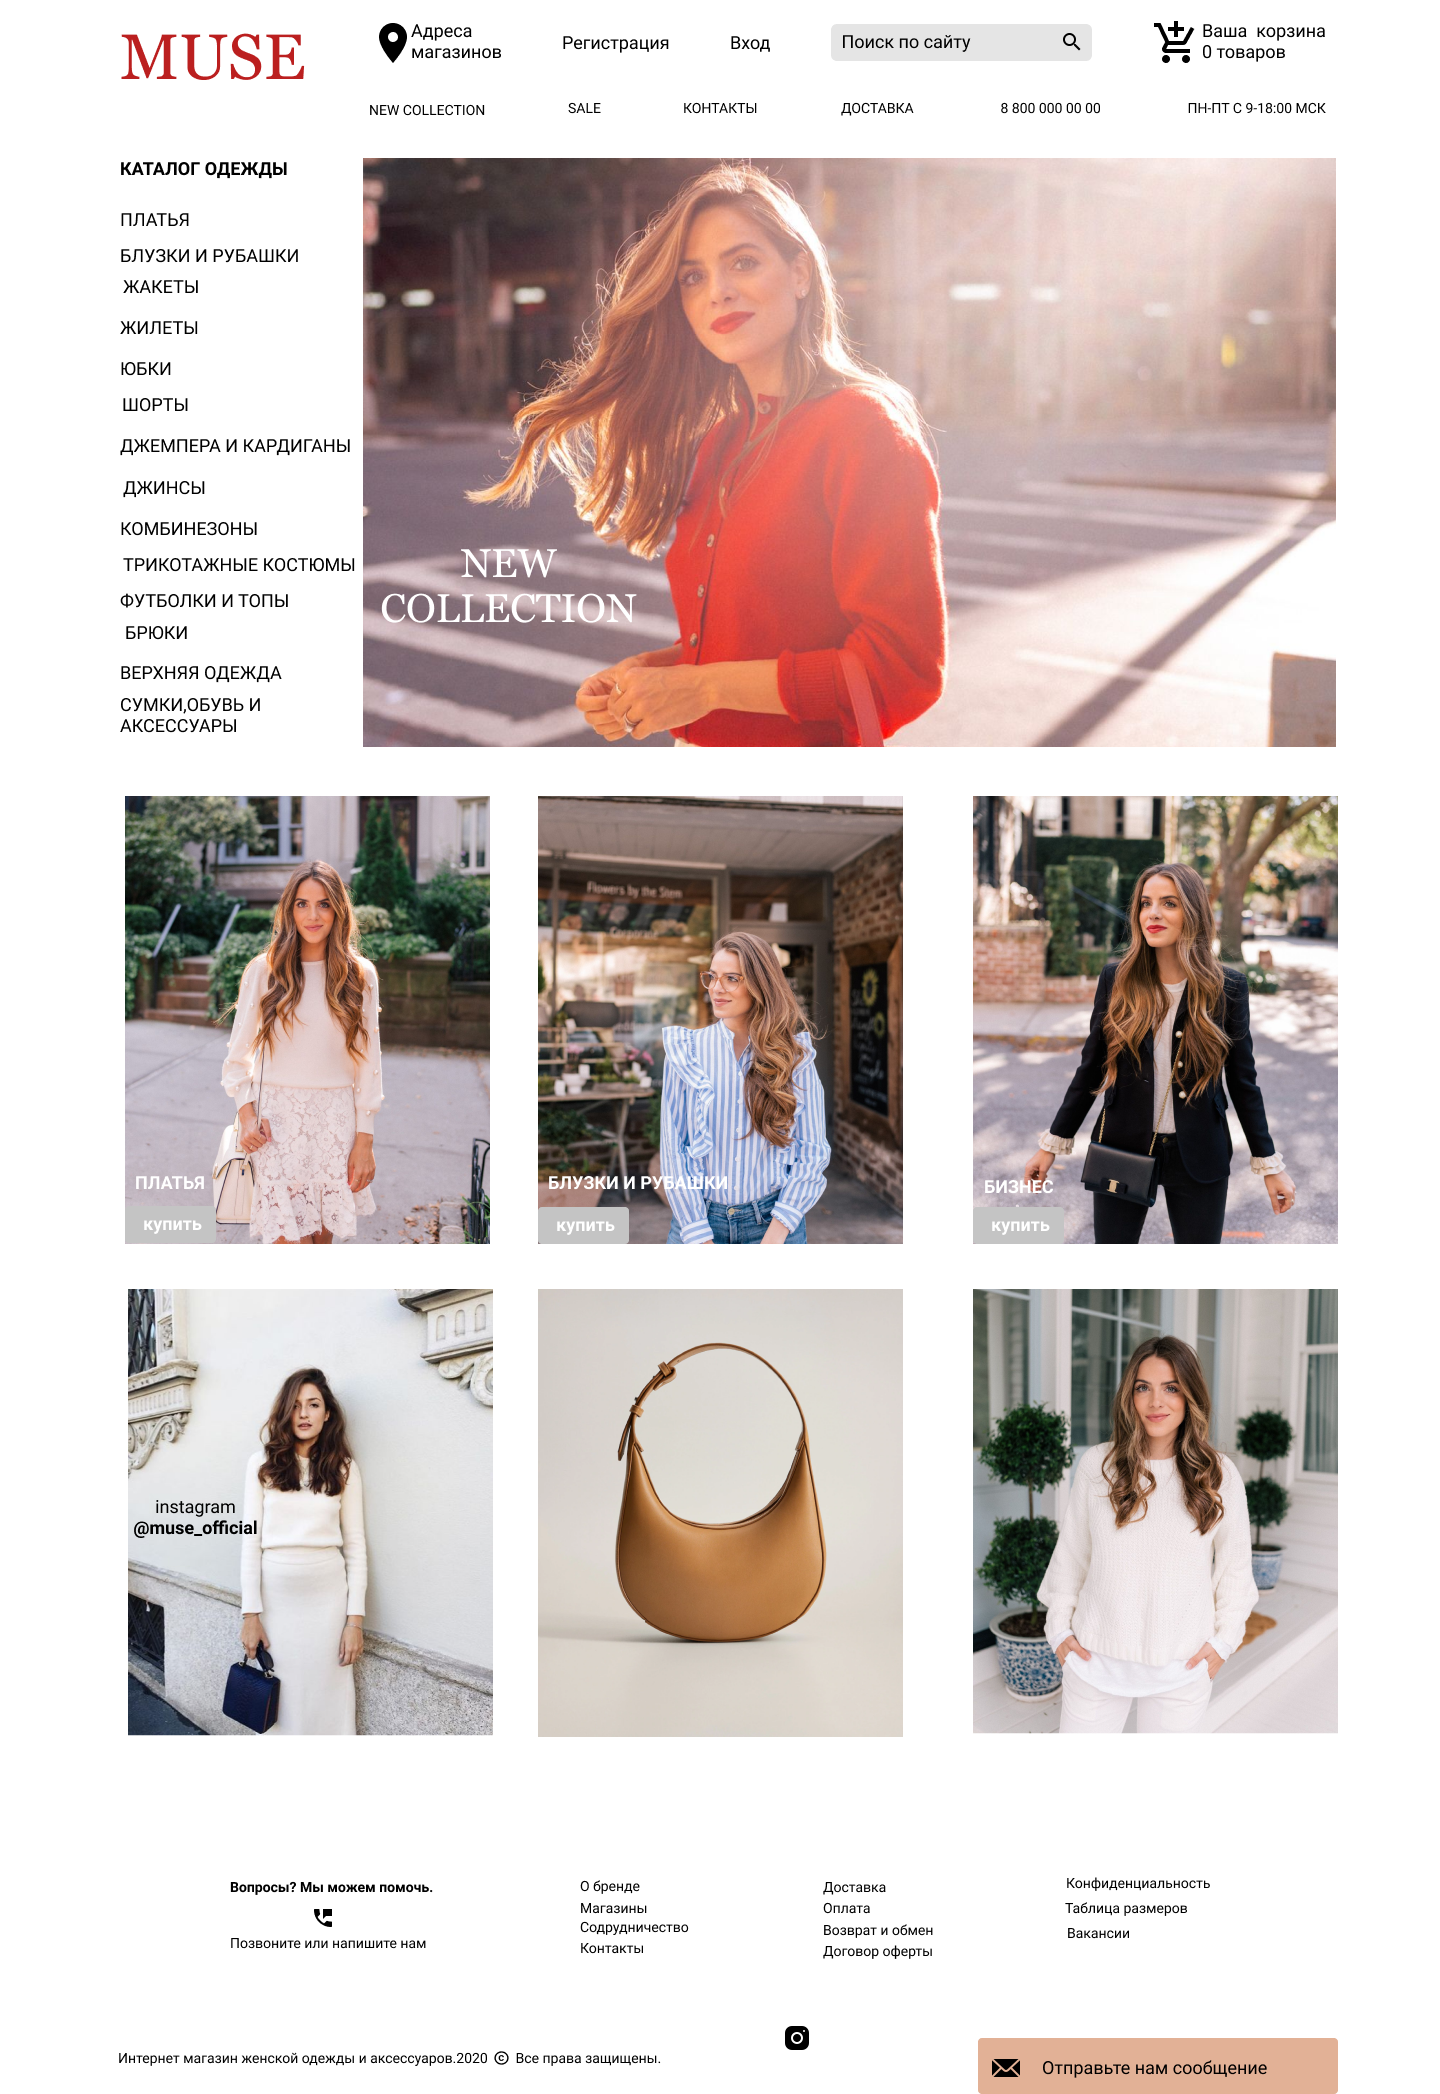 MUSE
Адреса
магазинов
Регистрация
Вход
Поиск по сайту
Ваша корзина
0 товаров
NEW COLLECTION
SALE
КОНТАКТЫ
ДОСТАВКА
8 800 000 00 00
ПН-ПТ С 9-18:00 МСК
КАТАЛОГ ОДЕЖДЫ
ПЛАТЬЯ
БЛУЗКИ И РУБАШКИ
ЖАКЕТЫ
ЖИЛЕТЫ
ЮБКИ
ШОРТЫ
ДЖЕМПЕРА И КАРДИГАНЫ
ДЖИНСЫ
КОМБИНЕЗОНЫ
ТРИКОТАЖНЫЕ КОСТЮМЫ
ФУТБОЛКИ И ТОПЫ
БРЮКИ
ВЕРХНЯЯ ОДЕЖДА
СУМКИ,ОБУВЬ И
АКСЕССУАРЫ
NEW
COLLECTION
ПЛАТЬЯ
купить
Flowers by the Stem
БЛУЗКИ И РУБАШКИ
купить
БИЗНЕС
купить
instagram
@muse_official
Вопросы? Мы можем помочь.
Позвоните или напишите нам
О бренде
Магазины
Содрудничество
Контакты
Доставка
Оплата
Возврат и обмен
Договор оферты
Конфиденциальность
Таблица размеров
Вакансии
Интернет магазин женской одежды и аксессуаров.2020 © Все права защищены.
Отправьте нам сообщение